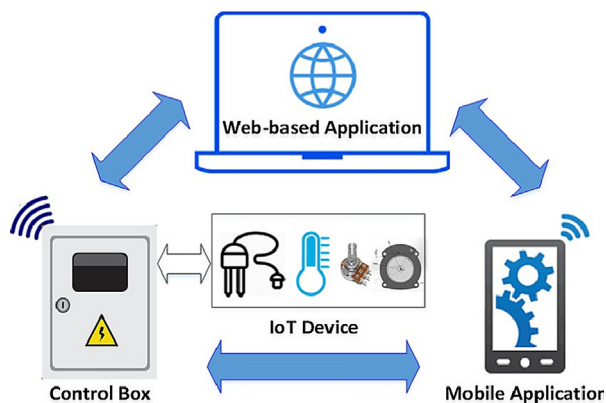 Web-based Application
IoT Device
Control Box
Mobile Application